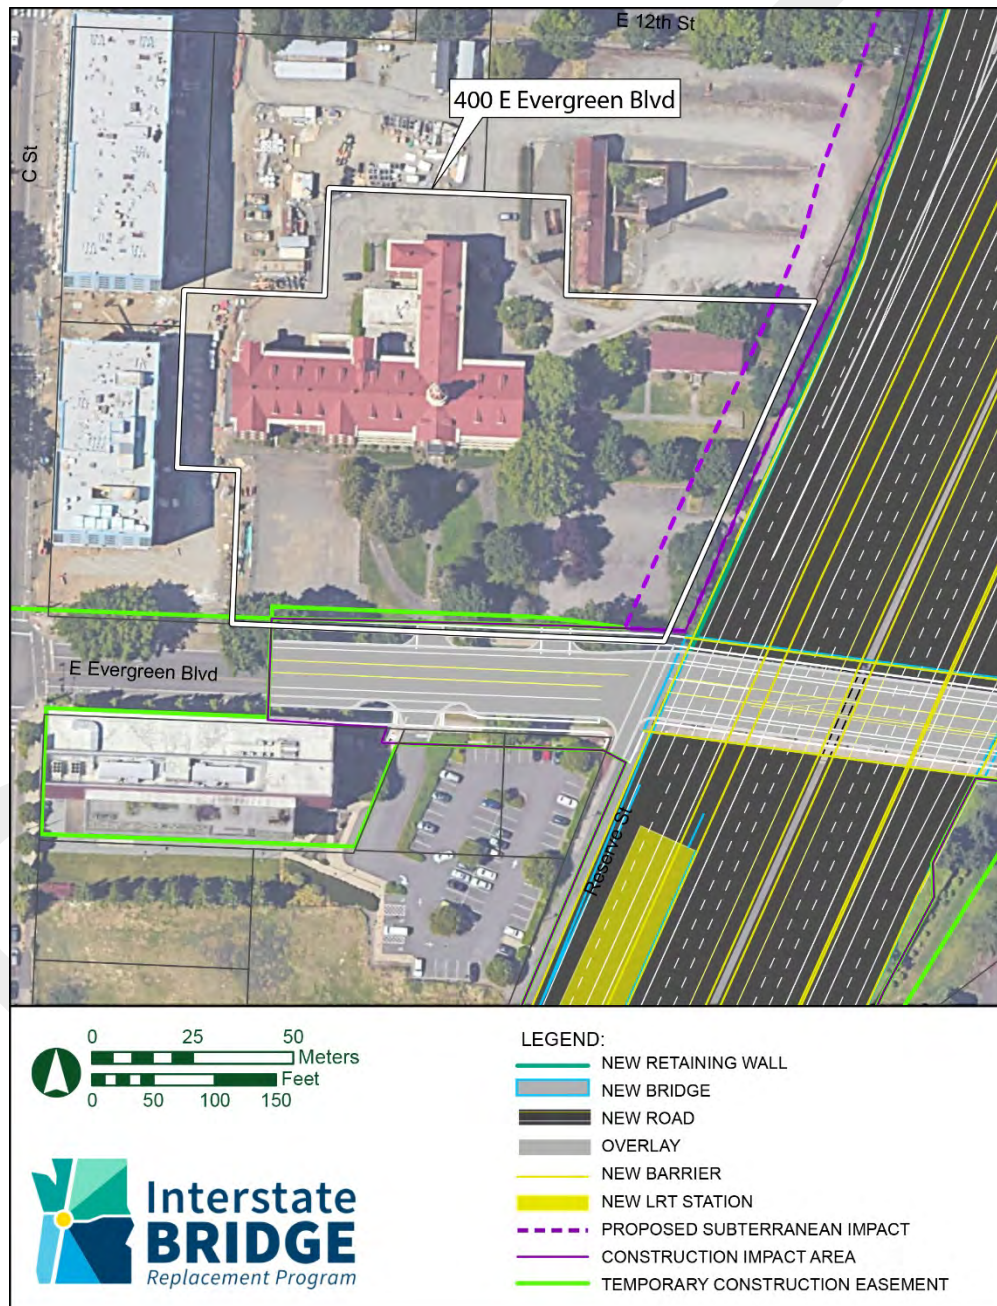 E 12th St
400 E Evergreen Blvd
C St
E Evergreen Blvd
Reserve St
0 25 50
Meters
Feet
0 50 100 150
LEGEND:
NEW RETAINING WALL
NEW BRIDGE
NEW ROAD
OVERLAY
NEW BARRIER
NEW LRT STATION
PROPOSED SUBTERRANEAN IMPACT
CONSTRUCTION IMPACT AREA
TEMPORARY CONSTRUCTION EASEMENT
Interstate
BRIDGE
Replacement Program